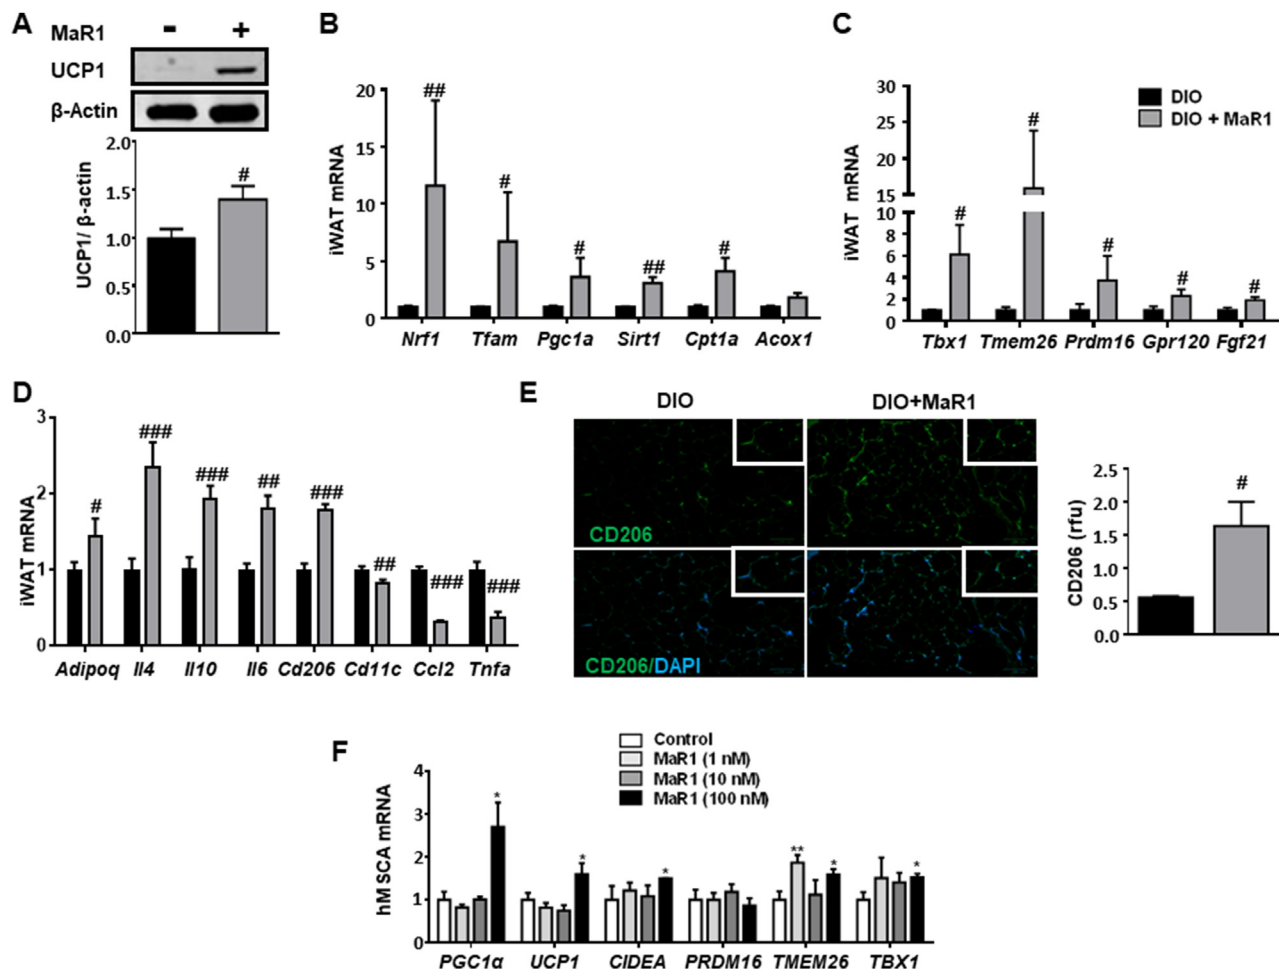 A
MaR1 - +
UCP1
β-Actin
UCP1/ β-actin
2.0
1.5
1.0
0.5
0.0
#
B
iWAT mRNA
20
15
10
5
0
## # # ## #
Nrf1 Tfam Pgc1a Sirt1 Cpt1a Acox1
C
iWAT mRNA
30
25
20
15
10
8
6
4
2
0
DIO
DIO + MaR1
# # # # #
Tbx1 Tmem26 Prdm16 Gpr120 Fgf21
D
iWAT mRNA
3
2
1
0
# ### ### ## ### ## ### ###
Adipoq Il4 Il10 Il6 Cd206 Cd11c Ccl2 Tnfa
E
DIO DIO+MaR1
CD206
CD206/DAPI
CD206 (rfu)
2.5
2.0
1.5
1.0
0.5
0.0
#
F
Control
MaR1 (1 nM)
MaR1 (10 nM)
MaR1 (100 nM)
hM SCA mRNA
4
3
2
1
0
* * * ** * *
PGC1α UCP1 CIDEA PRDM16 TMEM26 TBX1